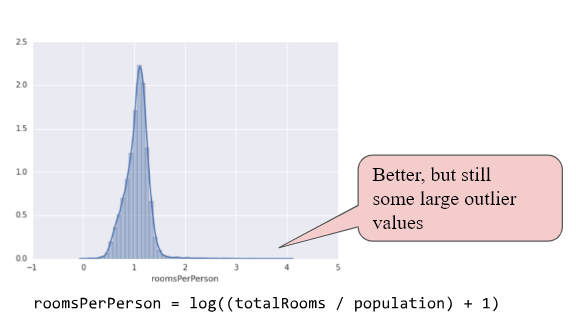 2.5
2.0
1.5
1.0
0.5
0.0
−1 0 1 2 3 4 5
roomsPerPerson
Better, but still
some large outlier
values
roomsPerPerson = log((totalRooms / population) + 1)